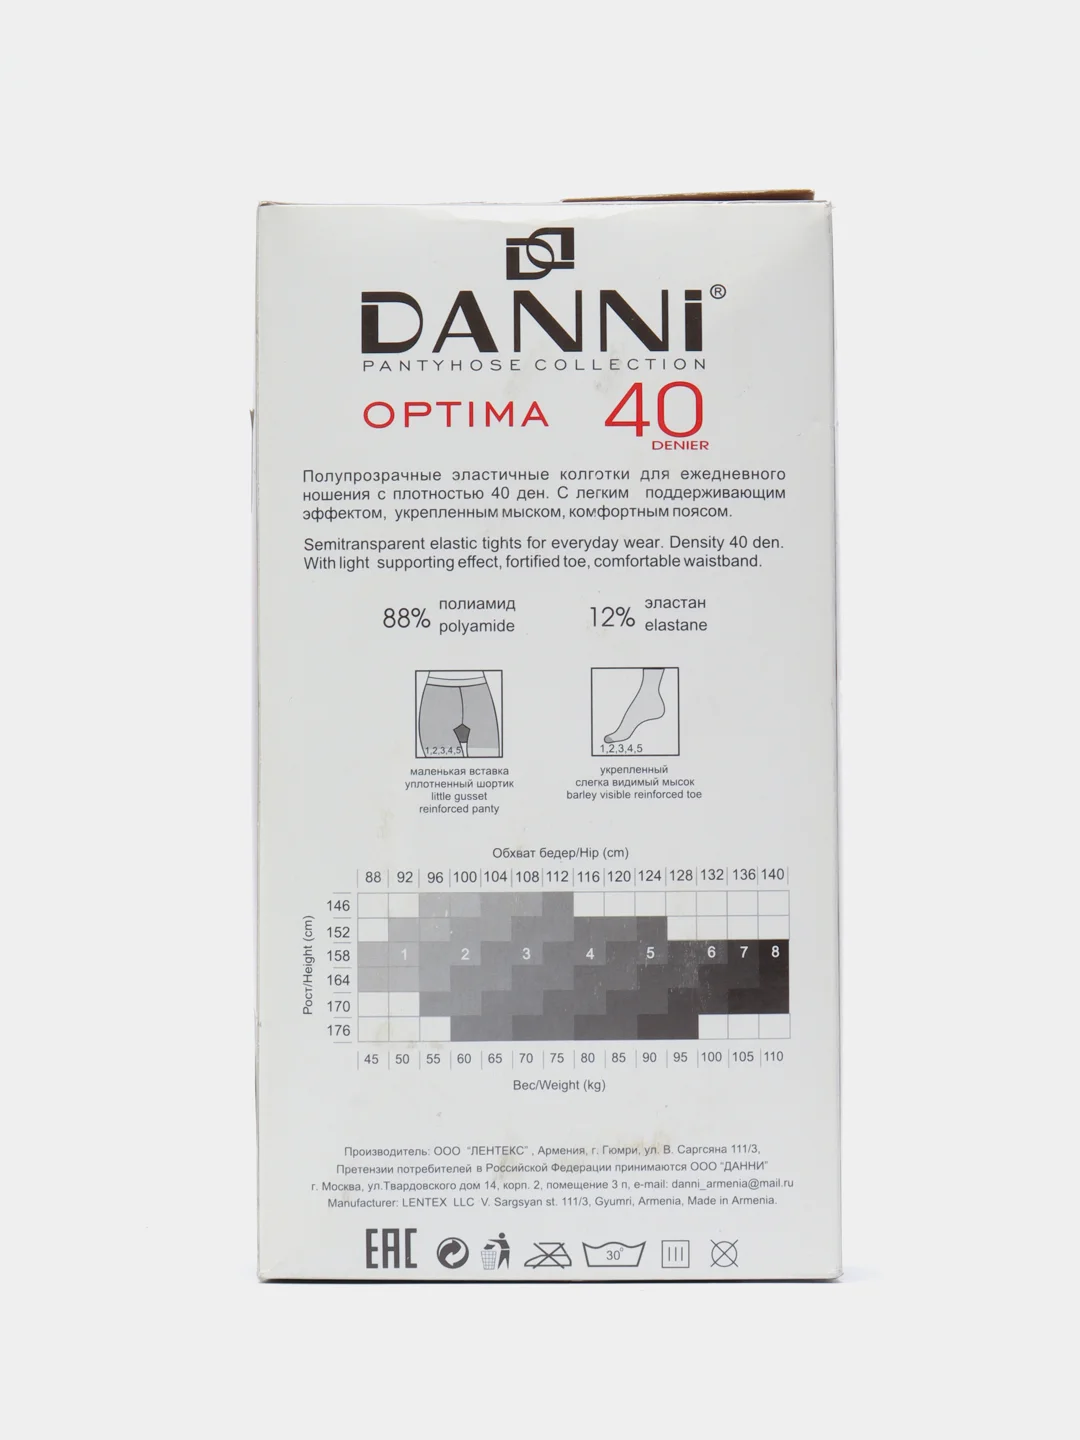 DANNi®
PANTYHOSE COLLECTION
OPTIMA 40
DENIER
Полупрозрачные эластичные колготки для ежедневного
ношения с плотностью 40 ден. С легким поддерживающим
эффектом, укрепленным мыском, комфортным поясом.
Semitransparent elastic tights for everyday wear. Density 40 den.
With light supporting effect, fortified toe, comfortable waistband.
88% полиамид
polyamide
12% эластан
elastane
1,2,3,4,5
маленькая вставка
уплотненный шортик
little gusset
reinforced panty
1,2,3,4,5
укрепленный
слегка видимый мысок
barley visible reinforced toe
Обхват бедер/Hip (cm)
88 92 96 100 104 108 112 116 120 124 128 132 136 140
Рост/Height (cm)
146
152
158 1 2 3 4 5 6 7 8
164
170
176
45 50 55 60 65 70 75 80 85 90 95 100 105 110
Вес/Weight (kg)
Производитель: ООО "ЛЕНТЕКС" , Армения, г. Гюмри, ул. В. Саргсяна 111/3,
Претензии потребителей в Российской Федерации принимаются ООО "ДАННИ"
г. Москва, ул.Твардовского дом 14, корп. 2, помещение 3 п, e-mail: danni_armenia@mail.ru
Manufacturer: LENTEX LLC V. Sargsyan st. 111/3, Gyumri, Armenia, Made in Armenia.
EAC 30°